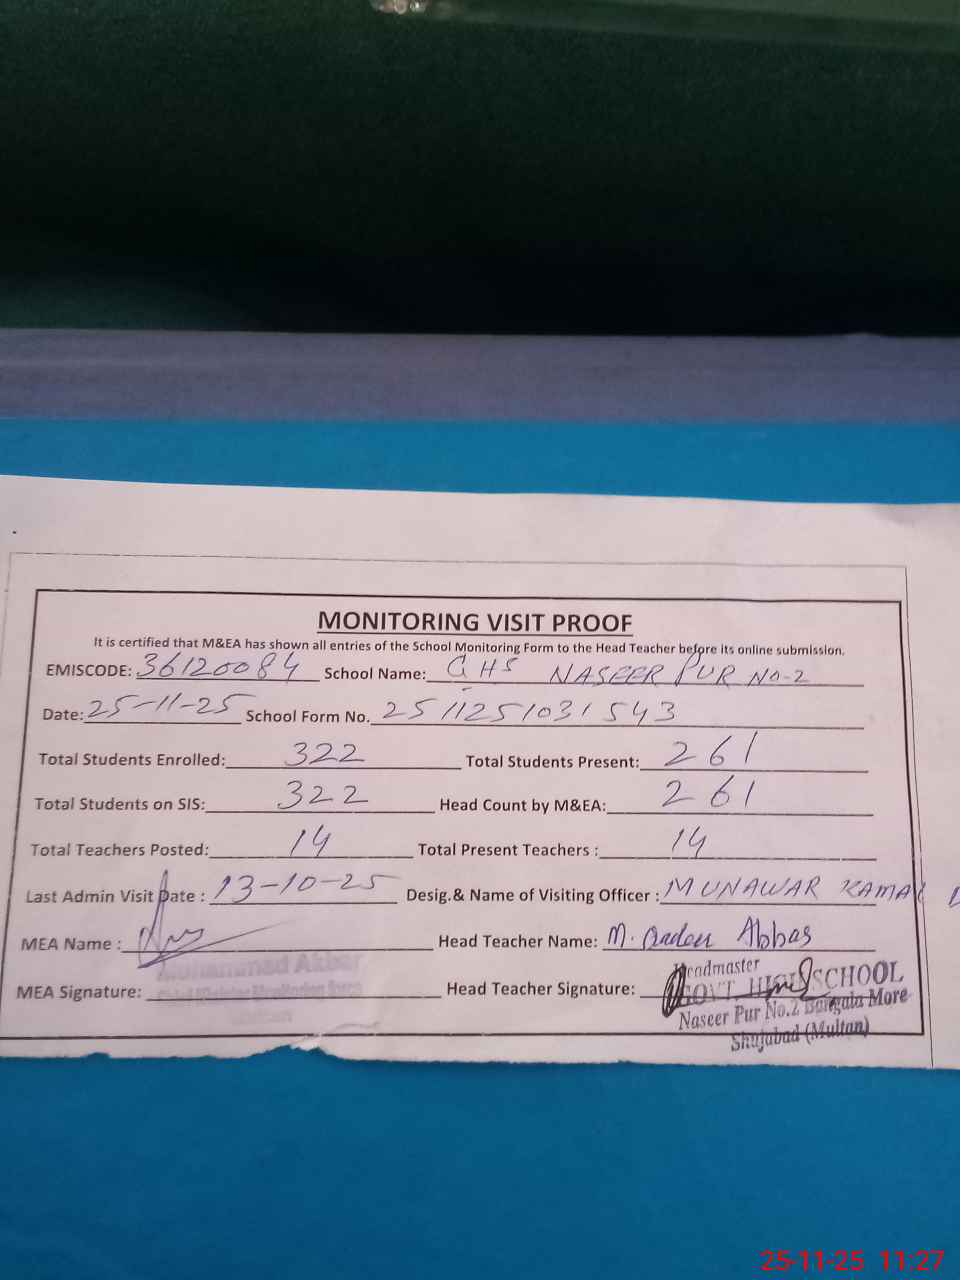 MONITORING VISIT PROOF
It is certified that M&EA has shown all entries of the School Monitoring Form to the Head Teacher before its online submission.
EMISCODE: 36120084 School Name: GHS NASEER PUR NO-2
Date: 25-11-25 School Form No. 2511251031543
Total Students Enrolled: 322 Total Students Present: 261
Total Students on SIS: 322 Head Count by M&EA: 261
Total Teachers Posted: 14 Total Present Teachers : 14
Last Admin Visit Date : 13-10-25 Desig.& Name of Visiting Officer : MUNAWAR KAMAL
MEA Name : Head Teacher Name: M. Abbas
Muhammad Akbar
MEA Signature: Head Teacher Signature:
Headmaster
GOVT. HIGH SCHOOL
Naseer Pur No.2 Bangala More
Shujabad (Multan)
25-11-25 11:27